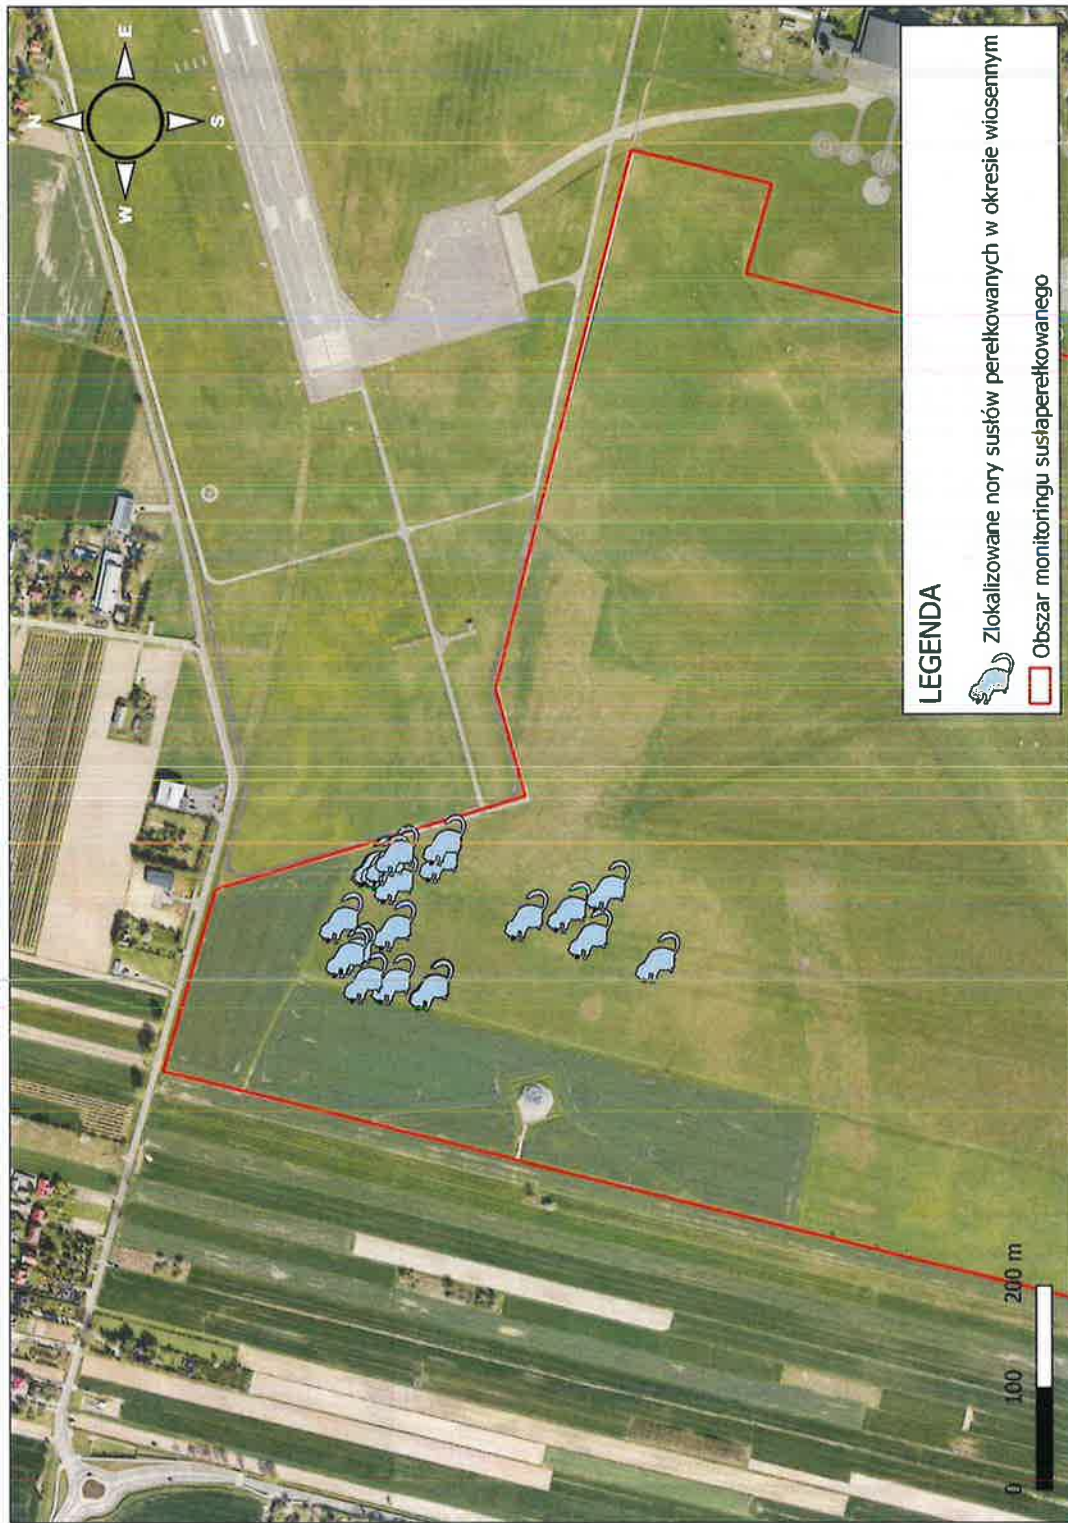 N
E
S
W
LEGENDA
Zlokalizowane nory susłów perełkowanych w okresie wiosennym
Obszar monitoringu susłaperełkowanego
0 100 200 m